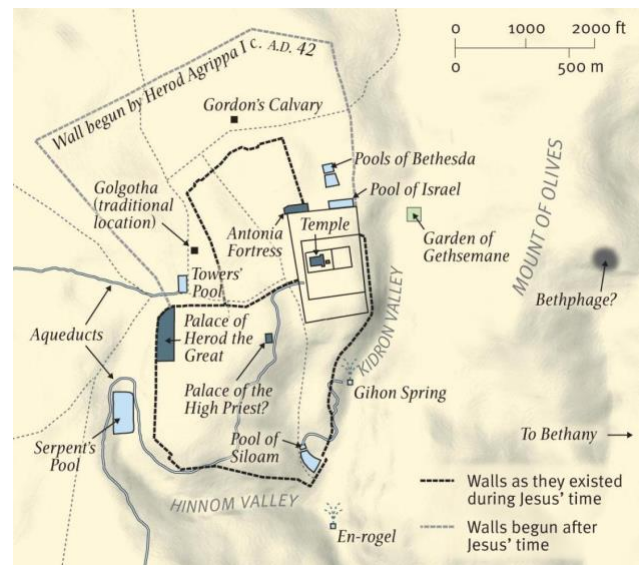 0 1000 2000 ft
0 500 m
Wall begun by Herod Agrippa I c. A.D. 42
Gordon's Calvary
Pools of Bethesda
Pool of Israel
Golgotha
(traditional
location)
Antonia
Fortress
Temple
Garden of
Gethsemane
MOUNT OF OLIVES
Bethphage?
Towers'
Pool
Aqueducts
Palace of
Herod the
Great
KIDRON VALLEY
Palace of the
High Priest?
Gihon Spring
Serpent's
Pool
Pool of
Siloam
To Bethany
HINNOM VALLEY
En-rogel
Walls as they existed
during Jesus' time
Walls begun after
Jesus' time